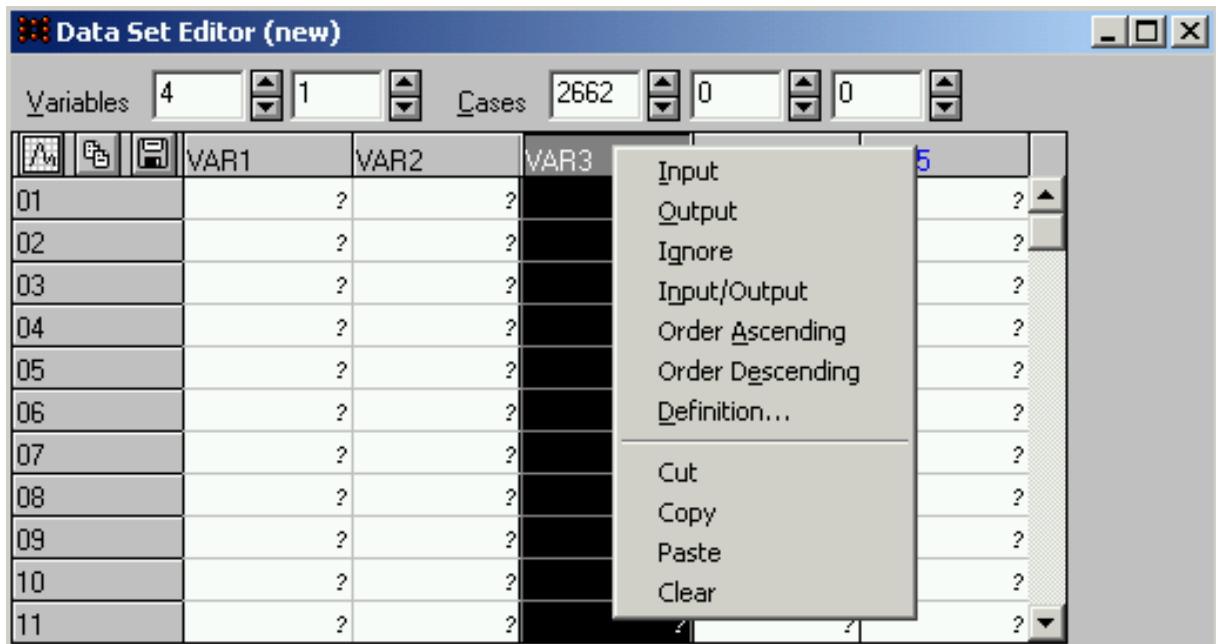 Data Set Editor (new)
Variables 4 1 Cases 2662 0 0
VAR1 VAR2 VAR3 5
01 ? ? ?
02 ? ? ?
03 ? ? ?
04 ? ? ?
05 ? ? ?
06 ? ? ?
07 ? ? ?
08 ? ? ?
09 ? ? ?
10 ? ? ?
11 ? ? ? ? ?
Input
Output
Ignore
Input/Output
Order Ascending
Order Descending
Definition...
Cut
Copy
Paste
Clear